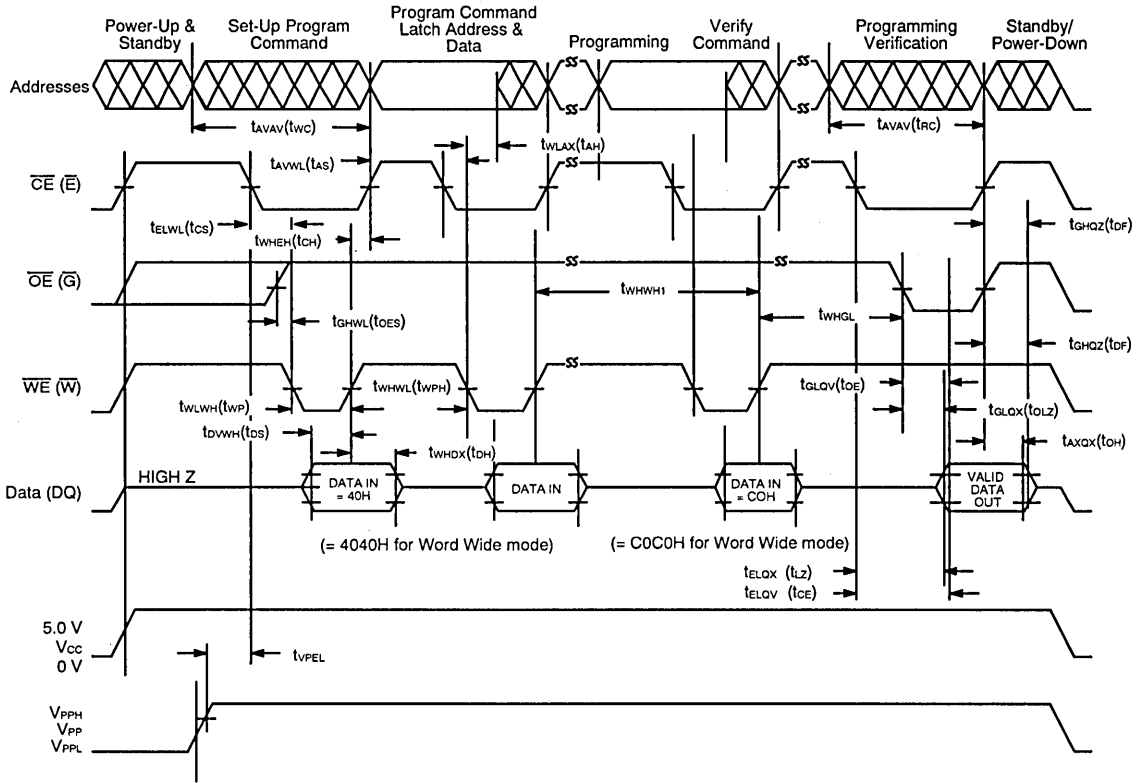 Power-Up &
Standby
Set-Up Program
Command
Program Command
Latch Address &
Data
Programming
Verify
Command
Programming
Verification
Standby/
Power-Down
Addresses
tAVAV(tWC)
tWLAX(tAH)
tAVAV(tRC)
tAVWL(tAS)
CE (E)
tELWL(tCS)
tWHEH(tCH)
tGHQZ(tDF)
OE (G)
tWHWH1
tGHWL(tOES)
tWHGL
tGHQZ(tDF)
WE (W)
tWHWL(tWPH)
tGLQV(tOE)
tWLWH(tWP)
tGLQX(tOLZ)
tDVWH(tDS)
tWHDX(tDH)
tAXQX(tOH)
HIGH Z
Data (DQ)
DATA IN
= 40H
DATA IN
DATA IN
= COH
VALID
DATA
OUT
(= 4040H for Word Wide mode)
(= C0C0H for Word Wide mode)
tELQX (tLZ)
tELQV (tCE)
5.0 V
VCC
0 V
tVPEL
VPPH
VPP
VPPL